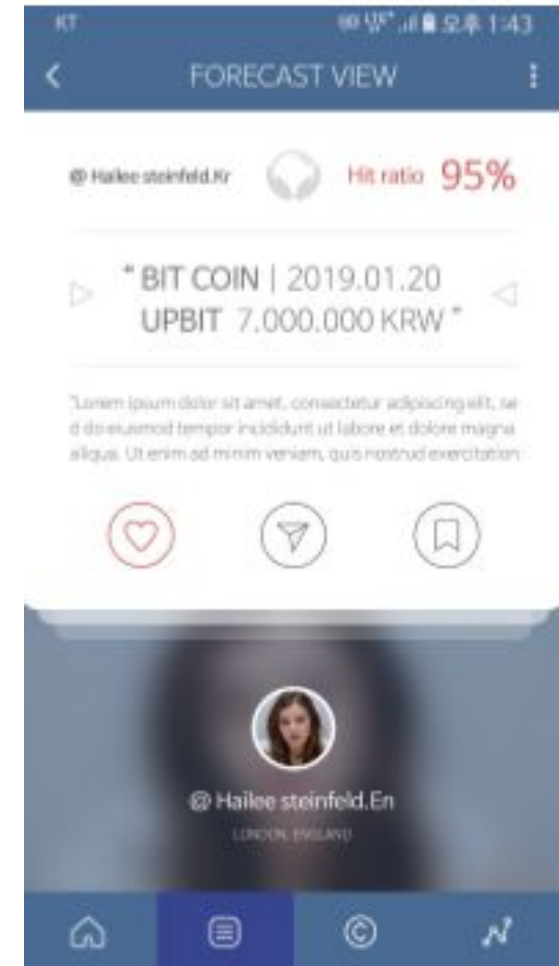 KT 오후 1:43
FORECAST VIEW
@ Hailee steinfeld.Kr Hit ratio 95%
“ BIT COIN | 2019.01.20
UPBIT 7.000.000 KRW ”
"Lorem ipsum dolor sit amet, consectetur adipiscing elit, se
d do eiusmod tempor incididunt ut labore et dolore magna
aliqua. Ut enim ad minim veniam, quis nostrud exercitation
@ Hailee steinfeld.En
LONDON, ENGLAND